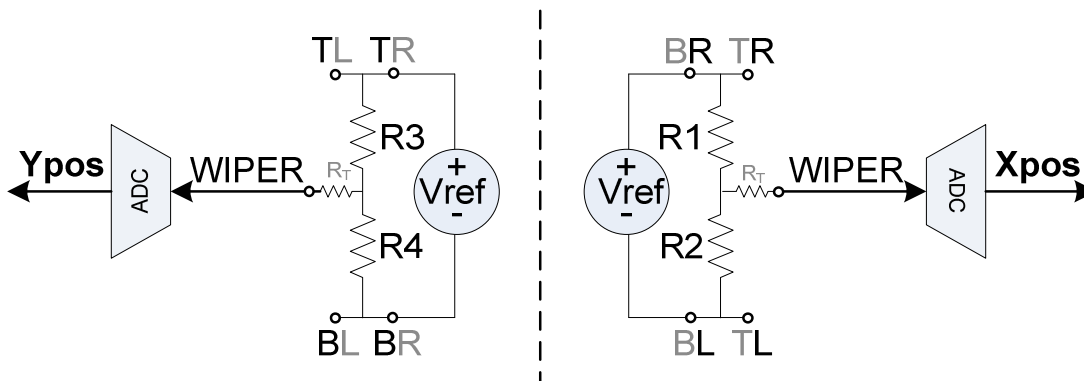 TL TR
R3
RT
Ypos
ADC
WIPER
+
Vref
-
R4
BL BR
BR TR
R1
RT
+
Vref
-
WIPER
ADC
Xpos
R2
BL TL